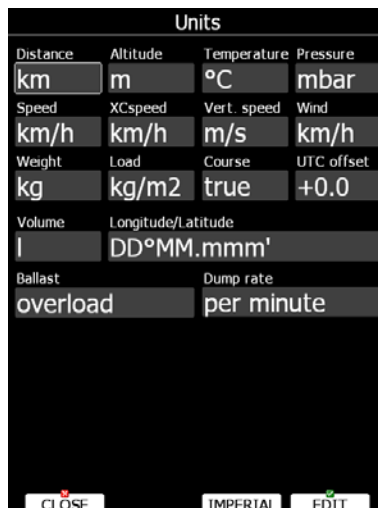 Units
Distance Altitude Temperature Pressure
km m °C mbar
Speed XCspeed Vert. speed Wind
km/h km/h m/s km/h
Weight Load Course UTC offset
kg kg/m2 true +0.0
Volume Longitude/Latitude
l DD°MM.mmm'
Ballast Dump rate
overload per minute
CLOSE IMPERIAL EDIT